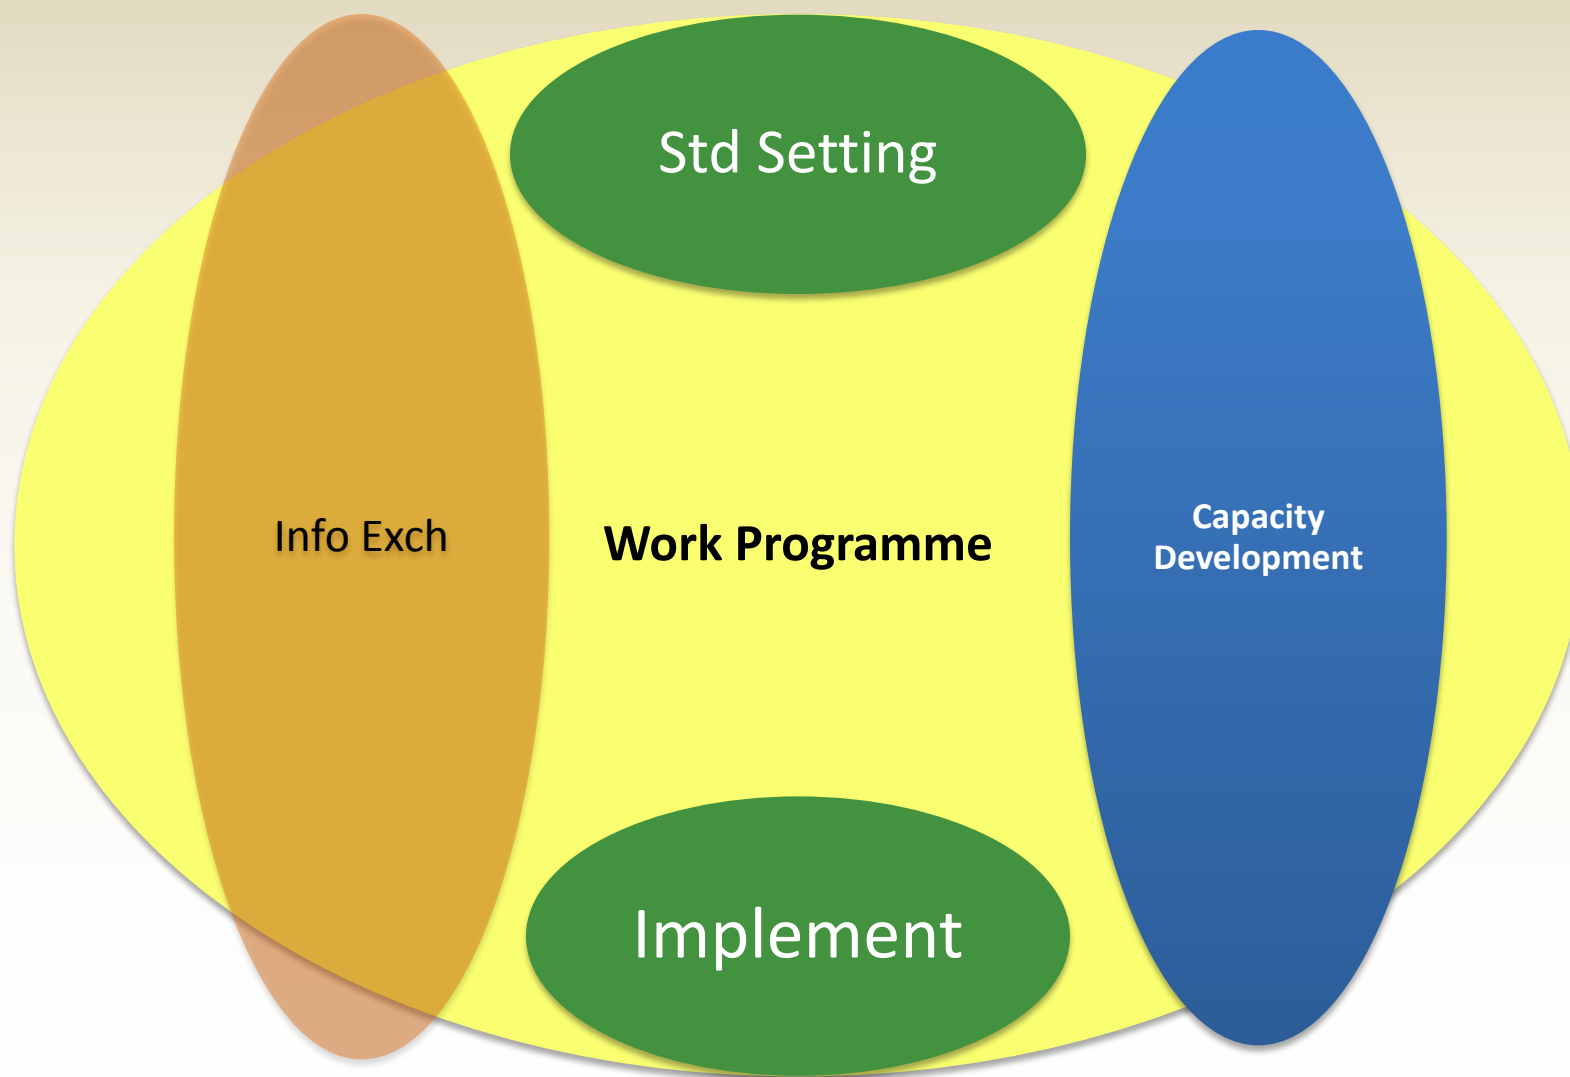 Std Setting
Info Exch
Work Programme
Capacity
Development
Implement